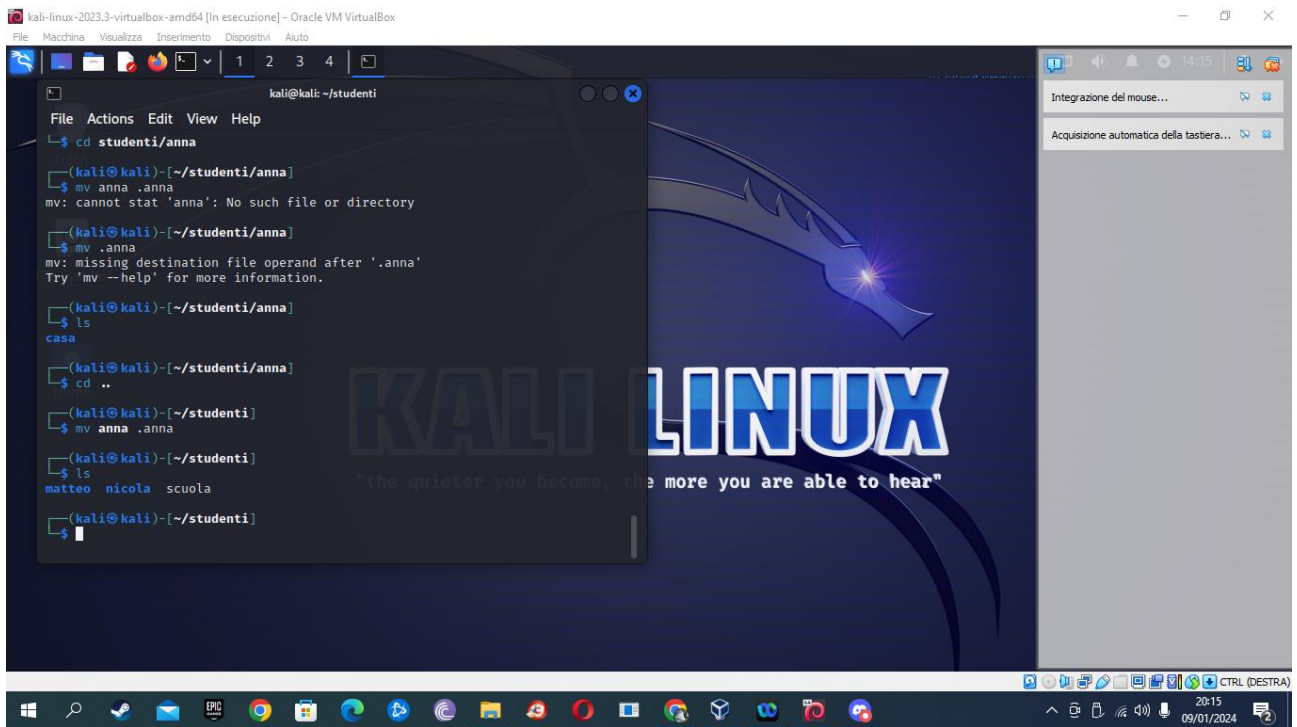 kali-linux-2023.3-virtualbox-amd64 [In esecuzione] - Oracle VM VirtualBox
File Macchina Visualizza Inserimento Dispositivi Aiuto
1 2 3 4
14:15
kali@kali: ~/studenti
File Actions Edit View Help
└─$ cd studenti/anna
┌──(kali㉿kali)-[~/studenti/anna]
└─$ mv anna .anna
mv: cannot stat 'anna': No such file or directory
┌──(kali㉿kali)-[~/studenti/anna]
└─$ mv .anna
mv: missing destination file operand after '.anna'
Try 'mv --help' for more information.
┌──(kali㉿kali)-[~/studenti/anna]
└─$ ls
casa
┌──(kali㉿kali)-[~/studenti/anna]
└─$ cd ..
┌──(kali㉿kali)-[~/studenti]
└─$ mv anna .anna
┌──(kali㉿kali)-[~/studenti]
└─$ ls
matteo nicola scuola
┌──(kali㉿kali)-[~/studenti]
└─$
KALI LINUX
"the quieter you become, the more you are able to hear"
Integrazione del mouse...
Acquisizione automatica della tastiera...
CTRL (DESTRA)
EPIC
GAMES
20:15
09/01/2024
2